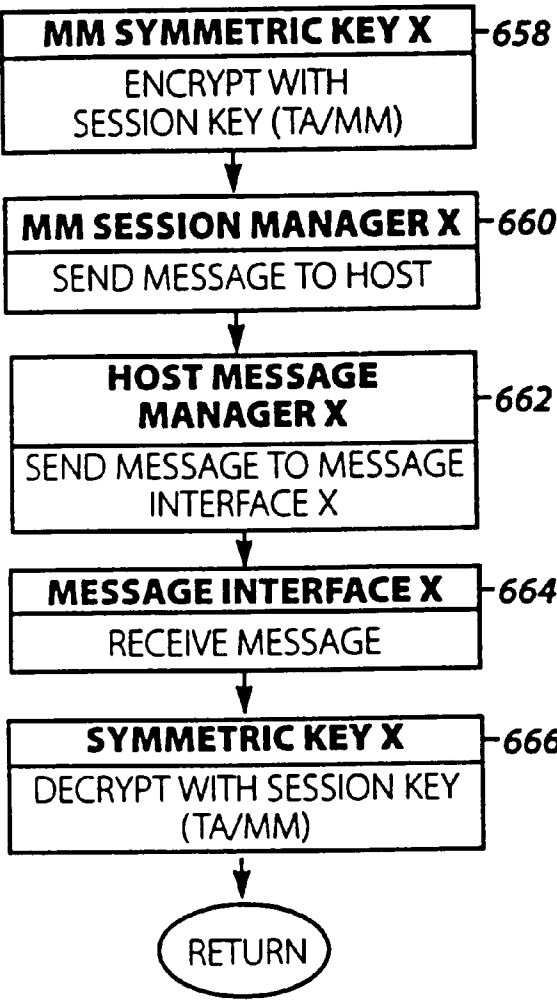 MM SYMMETRIC KEY X 658
ENCRYPT WITH
SESSION KEY (TA/MM)
MM SESSION MANAGER X 660
SEND MESSAGE TO HOST
HOST MESSAGE
MANAGER X 662
SEND MESSAGE TO MESSAGE
INTERFACE X
MESSAGE INTERFACE X 664
RECEIVE MESSAGE
SYMMETRIC KEY X 666
DECRYPT WITH SESSION KEY
(TA/MM)
RETURN